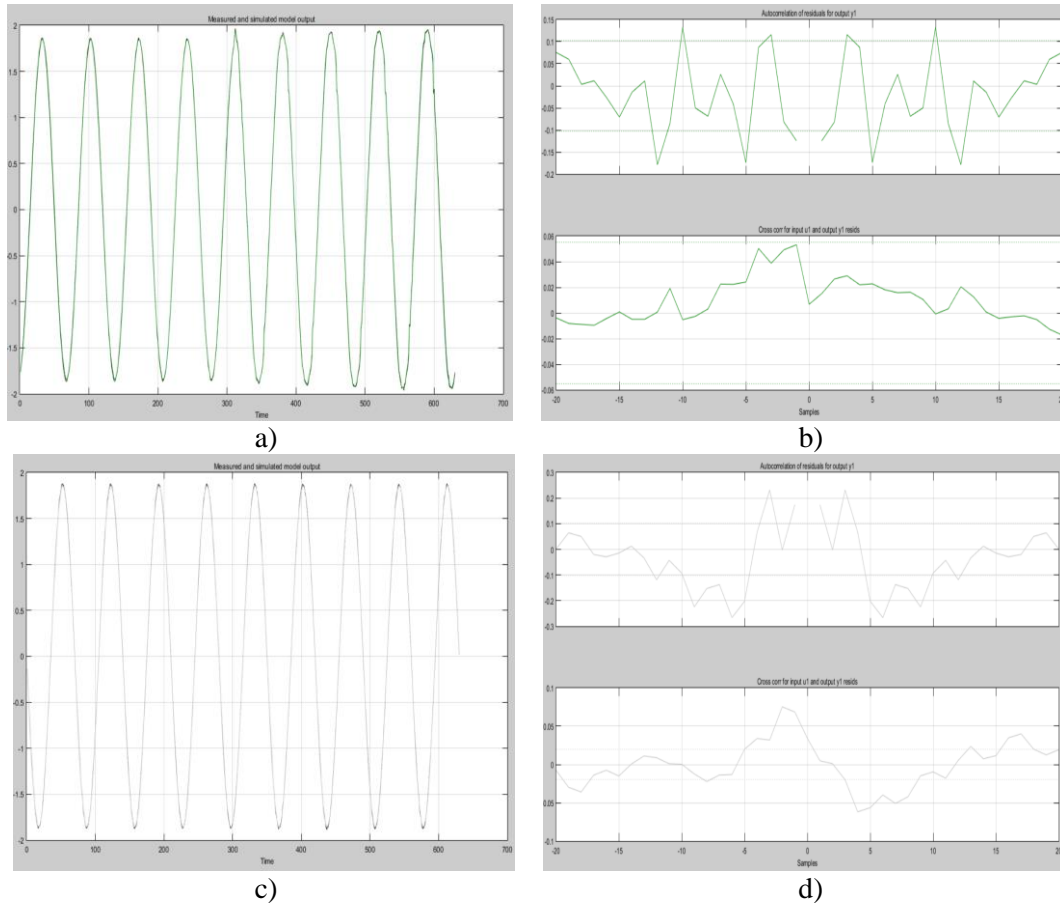 Measured and simulated model output
2
1.5
1
0.5
0
-0.5
-1
-1.5
-2
0 100 200 300 400 500 600 700
Time
a)
Autocorrelation of residuals for output y1
0.15
0.1
0.05
0
-0.05
-0.1
-0.15
-0.2
Cross corr for input u1 and output y1 resids
0.06
0.04
0.02
0
-0.02
-0.04
-0.06
-20 -15 -10 -5 0 5 10 15 20
Samples
b)
Measured and simulated model output
2
1.5
1
0.5
0
-0.5
-1
-1.5
-2
0 100 200 300 400 500 600 700
Time
c)
Autocorrelation of residuals for output y1
0.3
0.2
0.1
0
-0.1
-0.2
-0.3
Cross corr for input u1 and output y1 resids
0.1
0.05
0
0.05
0.1
-20 -15 -10 -5 0 5 10 15 20
Samples
d)